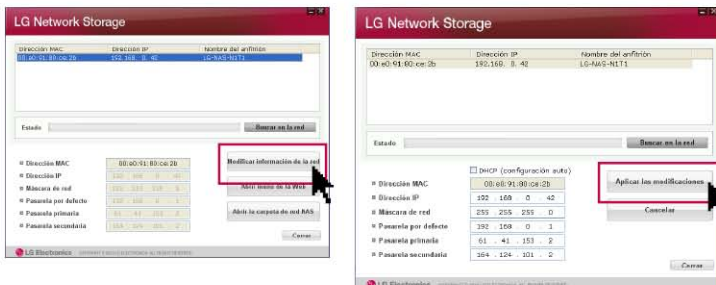 LG Network Storage
Dirección MAC Dirección IP Nombre del anfitrión
00:e0:91:80:ce:2b 192.168. 0. 42 LG-NAS-N1T1
Estado Buscar en la red
Dirección MAC 00:e0:91:80:ce:2b
Modificar información de la red
Dirección IP
Máscara de red
Abrir menú de la Web
Pasarela por defecto
Pasarela primaria
Abrir la carpeta de red NAS
Pasarela secundaria
Cerrar
LG Electronics
LG Network Storage
Dirección MAC Dirección IP Nombre del anfitrión
00:e0:91:80:ce:2b 192.168. 0. 42 LG-NAS-N1T1
Estado Buscar en la red
DHCP (configuración auto)
Dirección MAC 00:e0:91:80:ce:2b
Aplicar las modificaciones
Dirección IP 192 . 168 . 0 . 42
Máscara de red 255 . 255 . 255 . 0
Cancelar
Pasarela por defecto 192 . 168 . 0 . 1
Pasarela primaria 61 . 41 . 153 . 2
Pasarela secundaria 164 . 124 . 101 . 2
Cerrar
LG Electronics